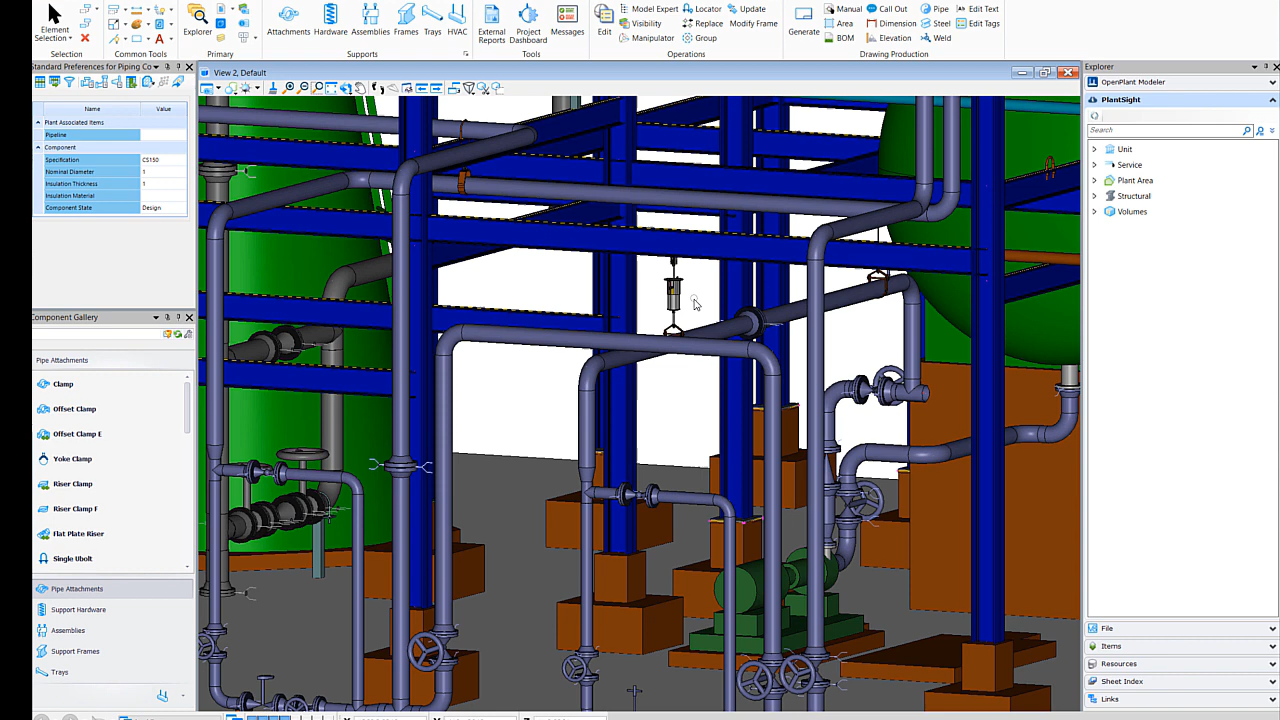 Element
Selection
Selection
Common Tools
Explorer
Primary
Attachments
Hardware
Assemblies
Frames
Trays
HVAC
Supports
External
Reports
Project
Dashboard
Messages
Tools
Edit
Model Expert
Visibility
Manipulator
Locator
Replace
Group
Update
Modify Frame
Operations
Generate
Manual
Area
BOM
Call Out
Dimension
Elevation
Pipe
Steel
Weld
Edit Text
Edit Tags
Drawing Production
Standard Preferences for Piping Co
Name Value
Plant Associated Items
Pipeline
Component
Specification CS150
Nominal Diameter 1
Insulation Thickness 1
Insulation Material
Component State Design
Component Gallery
Pipe Attachments
Clamp
Offset Clamp
Offset Clamp E
Yoke Clamp
Riser Clamp
Riser Clamp F
Flat Plate Riser
Single Ubolt
Pipe Attachments
Support Hardware
Assemblies
Support Frames
Trays
View 2, Default
Explorer
OpenPlant Modeler
PlantSight
Search
Unit
Service
Plant Area
Structural
Volumes
File
Items
Resources
Sheet Index
Links